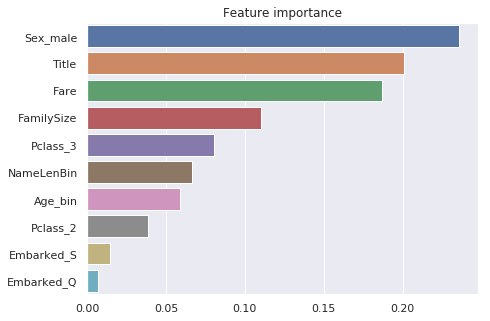 Feature importance
Sex_male
Title
Fare
FamilySize
Pclass_3
NameLenBin
Age_bin
Pclass_2
Embarked_S
Embarked_Q
0.00 0.05 0.10 0.15 0.20